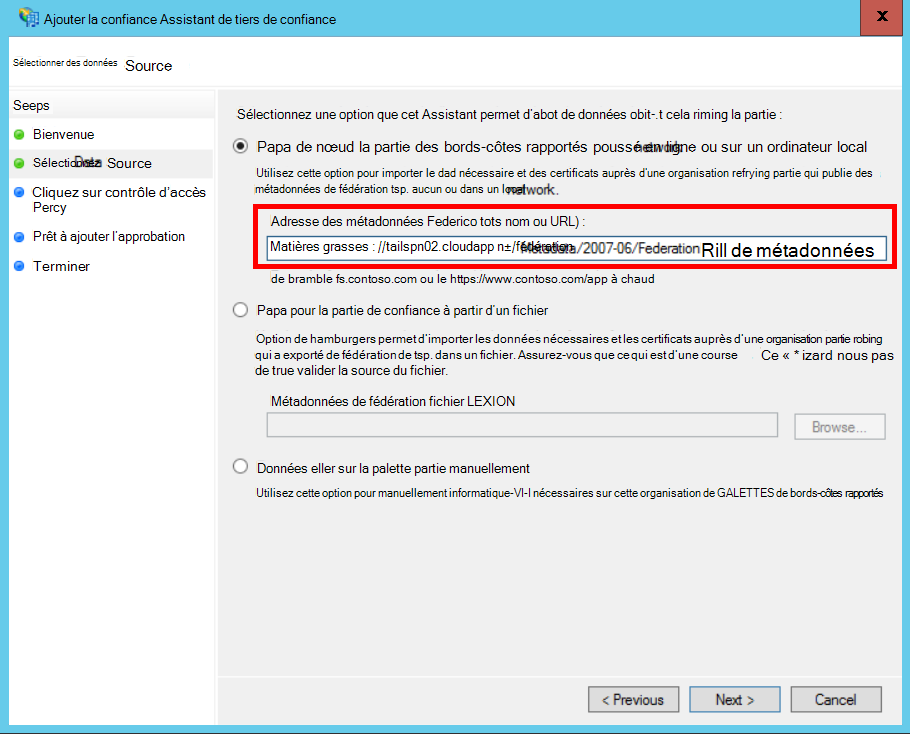 Ajouter la confiance Assistant de tiers de confiance
x
Sélectionner des données Source
Seeps
Bienvenue
Sélectionnez Data Source
Cliquez sur contrôle d'accès
Percy
Prêt à ajouter l'approbation
Terminer
Sélectionnez une option que cet Assistant permet d'abot de données obit-.t cela riming la partie :
Papa de nœud la partie des bords-côtes rapportés poussé en ligne ou sur un ordinateur local
Utilisez cette option pour importer le dad nécessaire et des certificats auprès d'une organisation refrying partie qui publie des
métadonnées de fédération tsp. aucun ou dans un local network.
Adresse des métadonnées Federico tots nom ou URL) :
Matières grasses : //tailspn02.cloudapp n±/fédération Metadata/2007-06/Federation Rill de métadonnées
de bramble fs.contoso.com ou le https://www.contoso.com/app à chaud
Papa pour la partie de confiance à partir d'un fichier
Option de hamburgers permet d'importer les données nécessaires et les certificats auprès d'une organisation partie robing
qui a exporté de fédération de tsp. dans un fichier. Assurez-vous que ce qui est d'une course Ce « * izard nous pas
de true valider la source du fichier.
Métadonnées de fédération fichier LEXION
Browse...
Données eller sur la palette partie manuellement
Utilisez cette option pour manuellement informatique-VI-I nécessaires sur cette organisation de GALETTES de bords-côtes rapportés
< Previous
Next >
Cancel